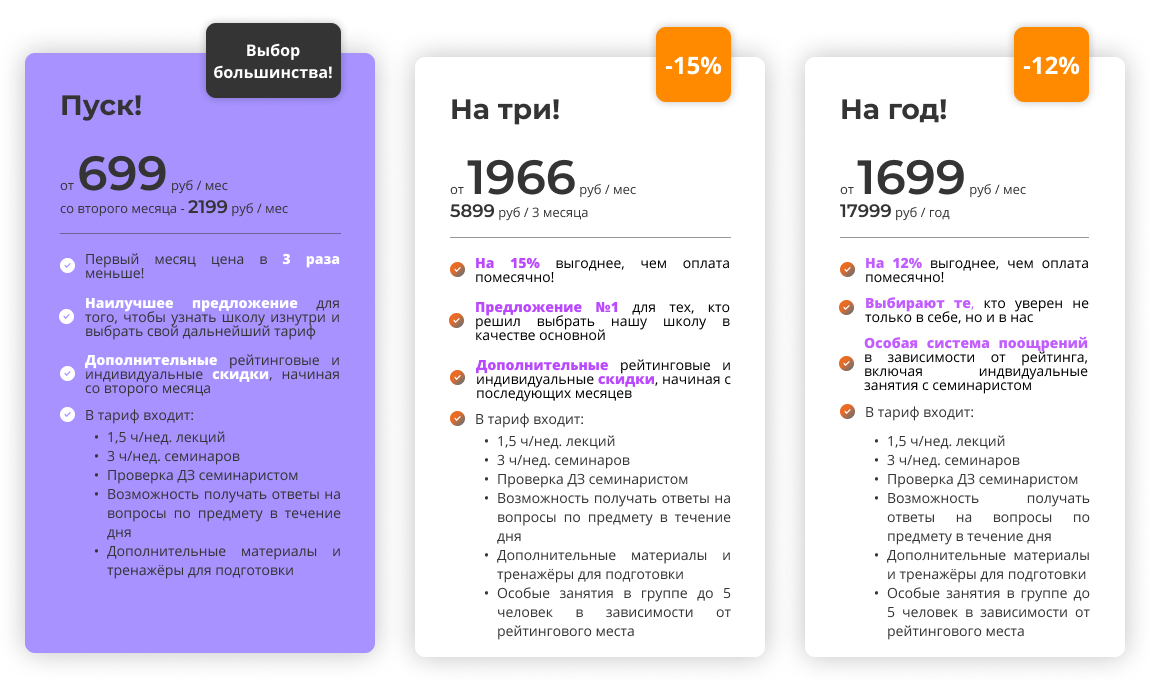 Выбор
большинства!
Пуск!
от 699 руб / мес
со второго месяца - 2199 руб / мес
Первый месяц цена в 3 раза
меньше!
Наилучшее предложение для
того, чтобы узнать школу изнутри и
выбрать свой дальнейший тариф
Дополнительные рейтинговые и
индивидуальные скидки, начиная
со второго месяца
В тариф входит:
• 1,5 ч/нед. лекций
• 3 ч/нед. семинаров
• Проверка ДЗ семинаристом
• Возможность получать ответы на
вопросы по предмету в течение
дня
• Дополнительные материалы и
тренажёры для подготовки
-15%
На три!
от 1966 руб / мес
5899 руб / 3 месяца
На 15% выгоднее, чем оплата
помесячно!
Предложение №1 для тех, кто
решил выбрать нашу школу в
качестве основной
Дополнительные рейтинговые и
индивидуальные скидки, начиная с
последующих месяцев
В тариф входит:
• 1,5 ч/нед. лекций
• 3 ч/нед. семинаров
• Проверка ДЗ семинаристом
• Возможность получать ответы на
вопросы по предмету в течение
дня
• Дополнительные материалы и
тренажёры для подготовки
• Особые занятия в группе до 5
человек в зависимости от
рейтингового места
-12%
На год!
от 1699 руб / мес
17999 руб / год
На 12% выгоднее, чем оплата
помесячно!
Выбирают те, кто уверен не
только в себе, но и в нас
Особая система поощрений
в зависимости от рейтинга,
включая индвидуальные
занятия с семинаристом
В тариф входит:
• 1,5 ч/нед. лекций
• 3 ч/нед. семинаров
• Проверка ДЗ семинаристом
• Возможность получать
ответы на вопросы по
предмету в течение дня
• Дополнительные материалы
и тренажёры для подготовки
• Особые занятия в группе до
5 человек в зависимости от
рейтингового места